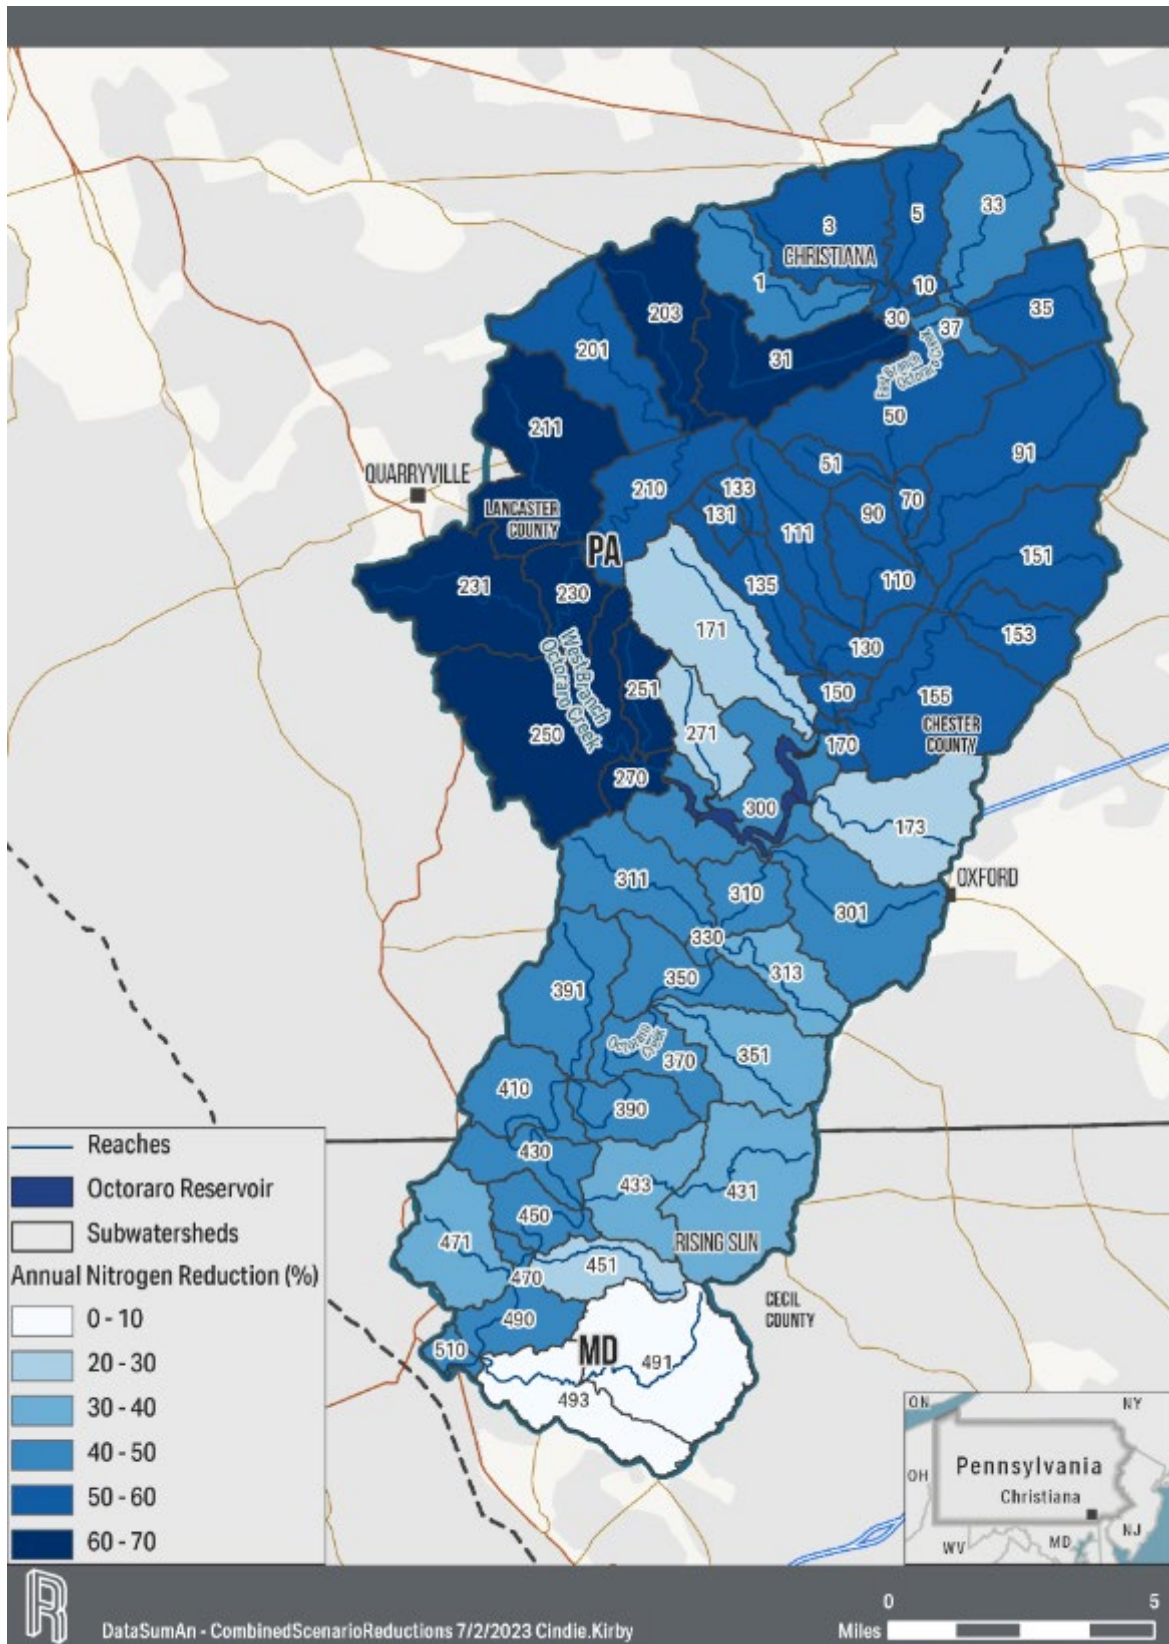 33
5
3
CHRISTIANA
1
10
35
203
30
37
201
31
East Branch
Octoraro Creek
50
211
91
51
QUARRYVILLE
210
133
70
LANCASTER
COUNTY
131
90
111
PA
151
231
230
135
110
171
153
130
West Branch
Octoraro Creek
251
150
155
250
271
170
CHESTER
COUNTY
270
300
173
311
310
OXFORD
301
330
391
350
313
Octoraro
Creek
370
351
410
390
430
433
431
450
471
RISING SUN
470
451
CECIL
COUNTY
490
510
MD
491
493
Reaches
Octoraro Reservoir
Subwatersheds
Annual Nitrogen Reduction (%)
0 - 10
20 - 30
30 - 40
40 - 50
50 - 60
60 - 70
ON
NY
Pennsylvania
OH
Christiana
NJ
WV
MD
R
0
5
DataSumAn - CombinedScenarioReductions 7/2/2023 Cindie.Kirby
Miles